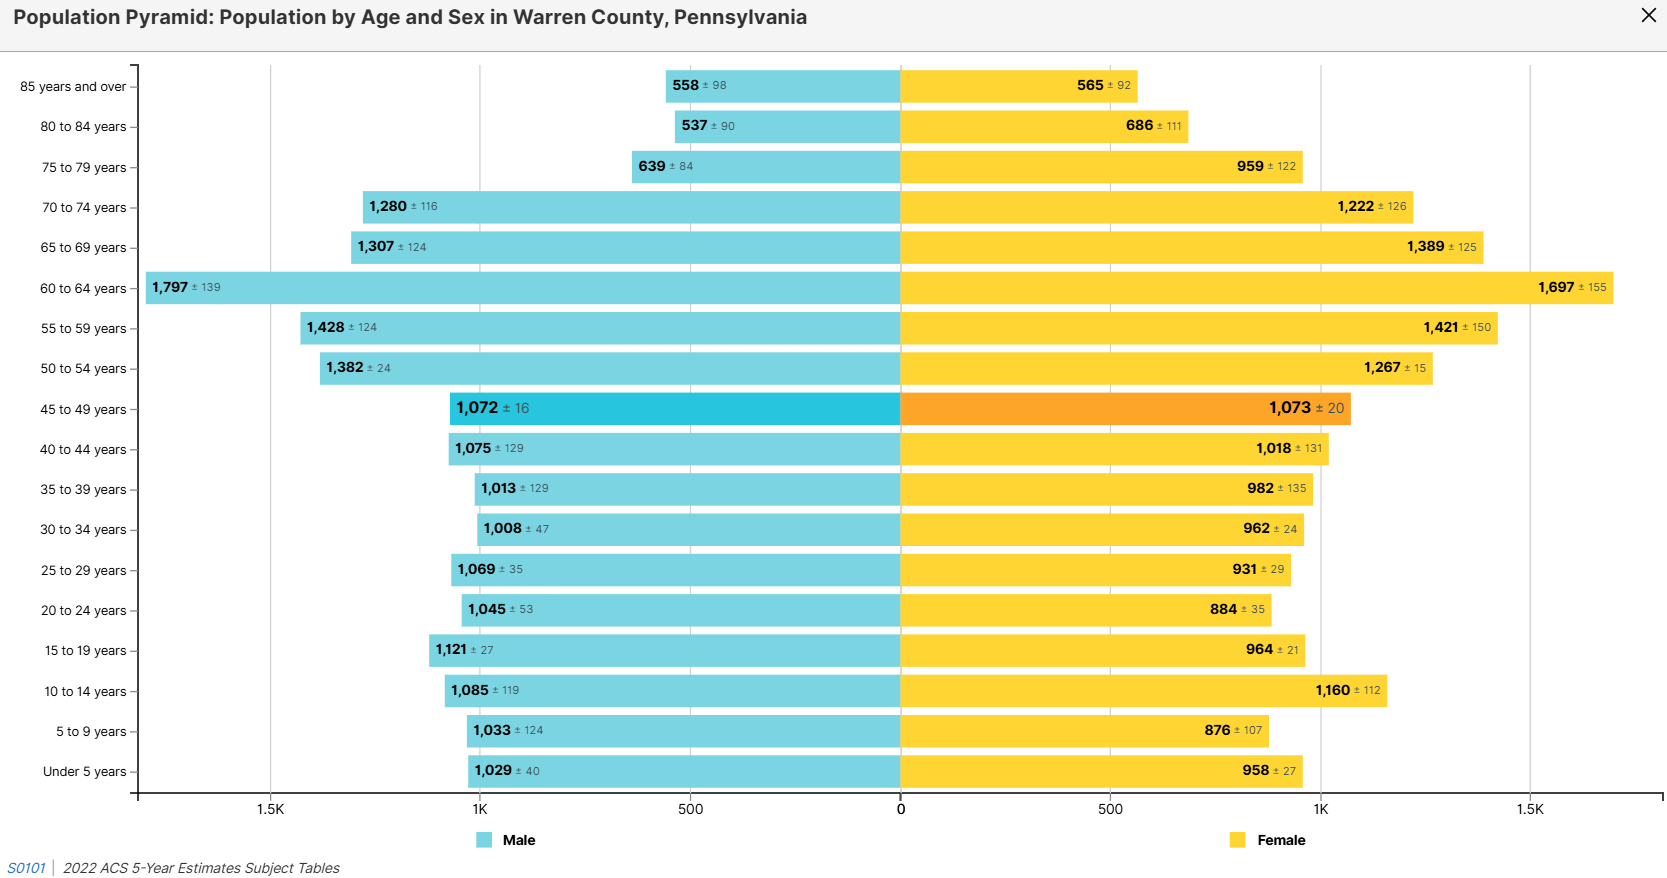 Population Pyramid: Population by Age and Sex in Warren County, Pennsylvania
85 years and over 558 ± 98 565 ± 92
80 to 84 years 537 ± 90 686 ± 111
75 to 79 years 639 ± 84 959 ± 122
70 to 74 years 1,280 ± 116 1,222 ± 126
65 to 69 years 1,307 ± 124 1,389 ± 125
60 to 64 years 1,797 ± 139 1,697 ± 155
55 to 59 years 1,428 ± 124 1,421 ± 150
50 to 54 years 1,382 ± 24 1,267 ± 15
45 to 49 years 1,072 ± 16 1,073 ± 20
40 to 44 years 1,075 ± 129 1,018 ± 131
35 to 39 years 1,013 ± 129 982 ± 135
30 to 34 years 1,008 ± 47 962 ± 24
25 to 29 years 1,069 ± 35 931 ± 29
20 to 24 years 1,045 ± 53 884 ± 35
15 to 19 years 1,121 ± 27 964 ± 21
10 to 14 years 1,085 ± 119 1,160 ± 112
5 to 9 years 1,033 ± 124 876 ± 107
Under 5 years 1,029 ± 40 958 ± 27
1.5K 1K 500 0 500 1K 1.5K
Male Female
S0101 | 2022 ACS 5-Year Estimates Subject Tables